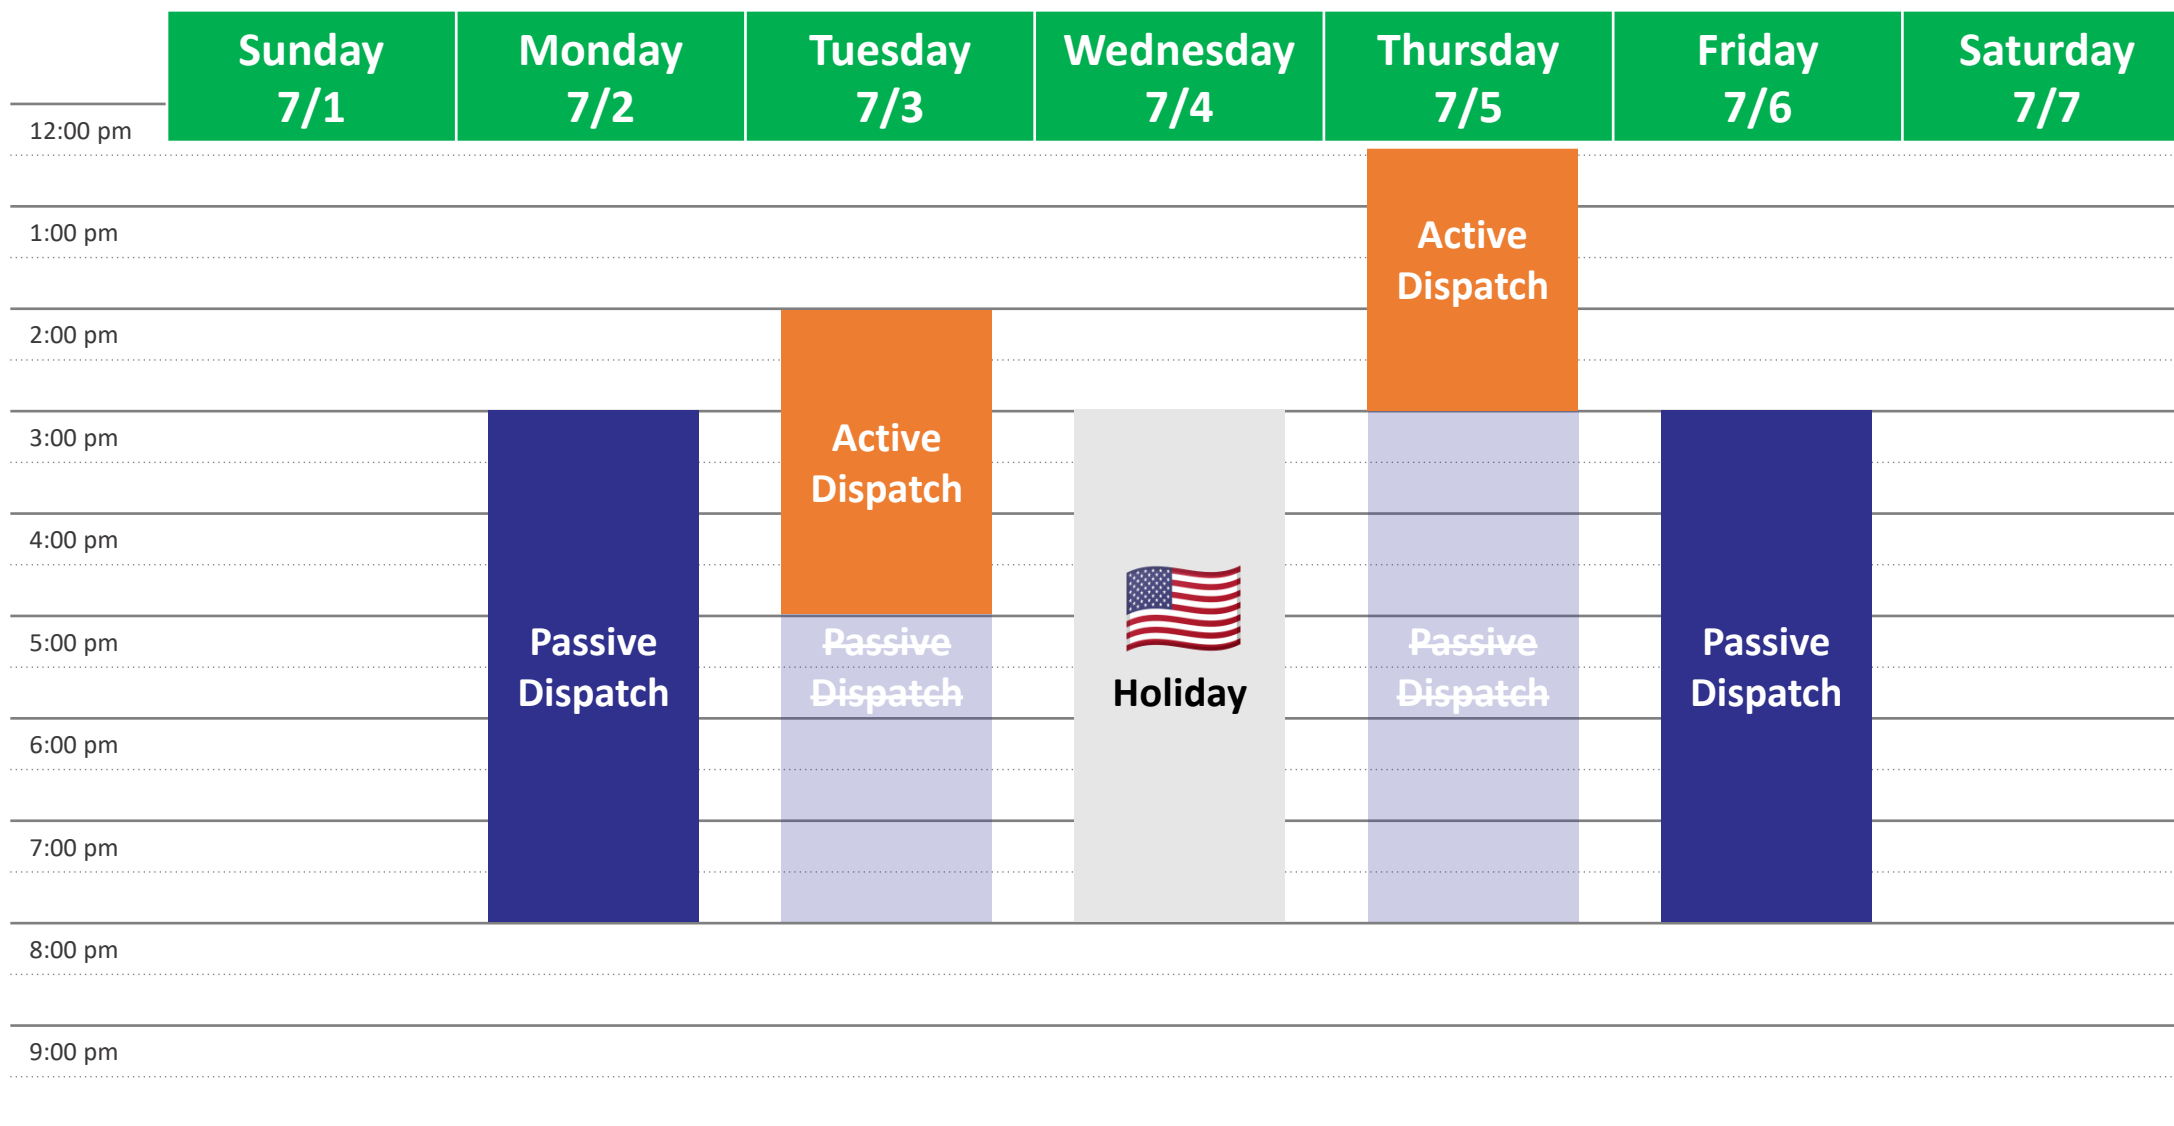 Sunday
7/1
Monday
7/2
Tuesday
7/3
Wednesday
7/4
Thursday
7/5
Friday
7/6
Saturday
7/7
12:00 pm
1:00 pm
Active
Dispatch
2:00 pm
3:00 pm
Active
Dispatch
4:00 pm
5:00 pm
Passive
Dispatch
Passive
Dispatch
Holiday
Passive
Dispatch
Passive
Dispatch
6:00 pm
7:00 pm
8:00 pm
9:00 pm